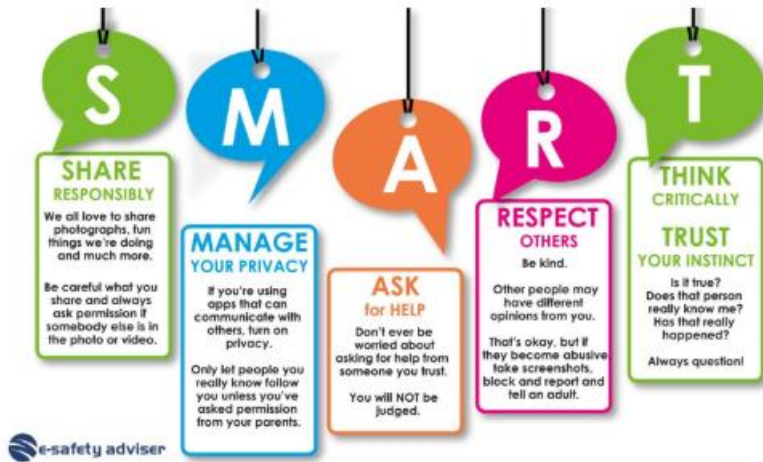 S
SHARE
RESPONSIBLY
We all love to share
photographs, fun
things we're doing
and much more.
Be careful what you
share and always
ask permission if
somebody else is in
the photo or video.
M
MANAGE
YOUR PRIVACY
If you're using
apps that can
communicate with
others, turn on
privacy.
Only let people you
really know follow
you unless you've
asked permission
from your parents.
A
ASK
for HELP
Don't ever be
worried about
asking for help from
someone you trust.
You will NOT be
judged.
R
RESPECT
OTHERS
Be kind.
Other people may
have different
opinions from you.
That's okay, but if
they become abusive
take screenshots,
block and report and
tell an adult.
T
THINK
CRITICALLY
TRUST
YOUR INSTINCT
Is it true?
Does that person
really know me?
Has that really
happened?
Always question!
e-safety adviser